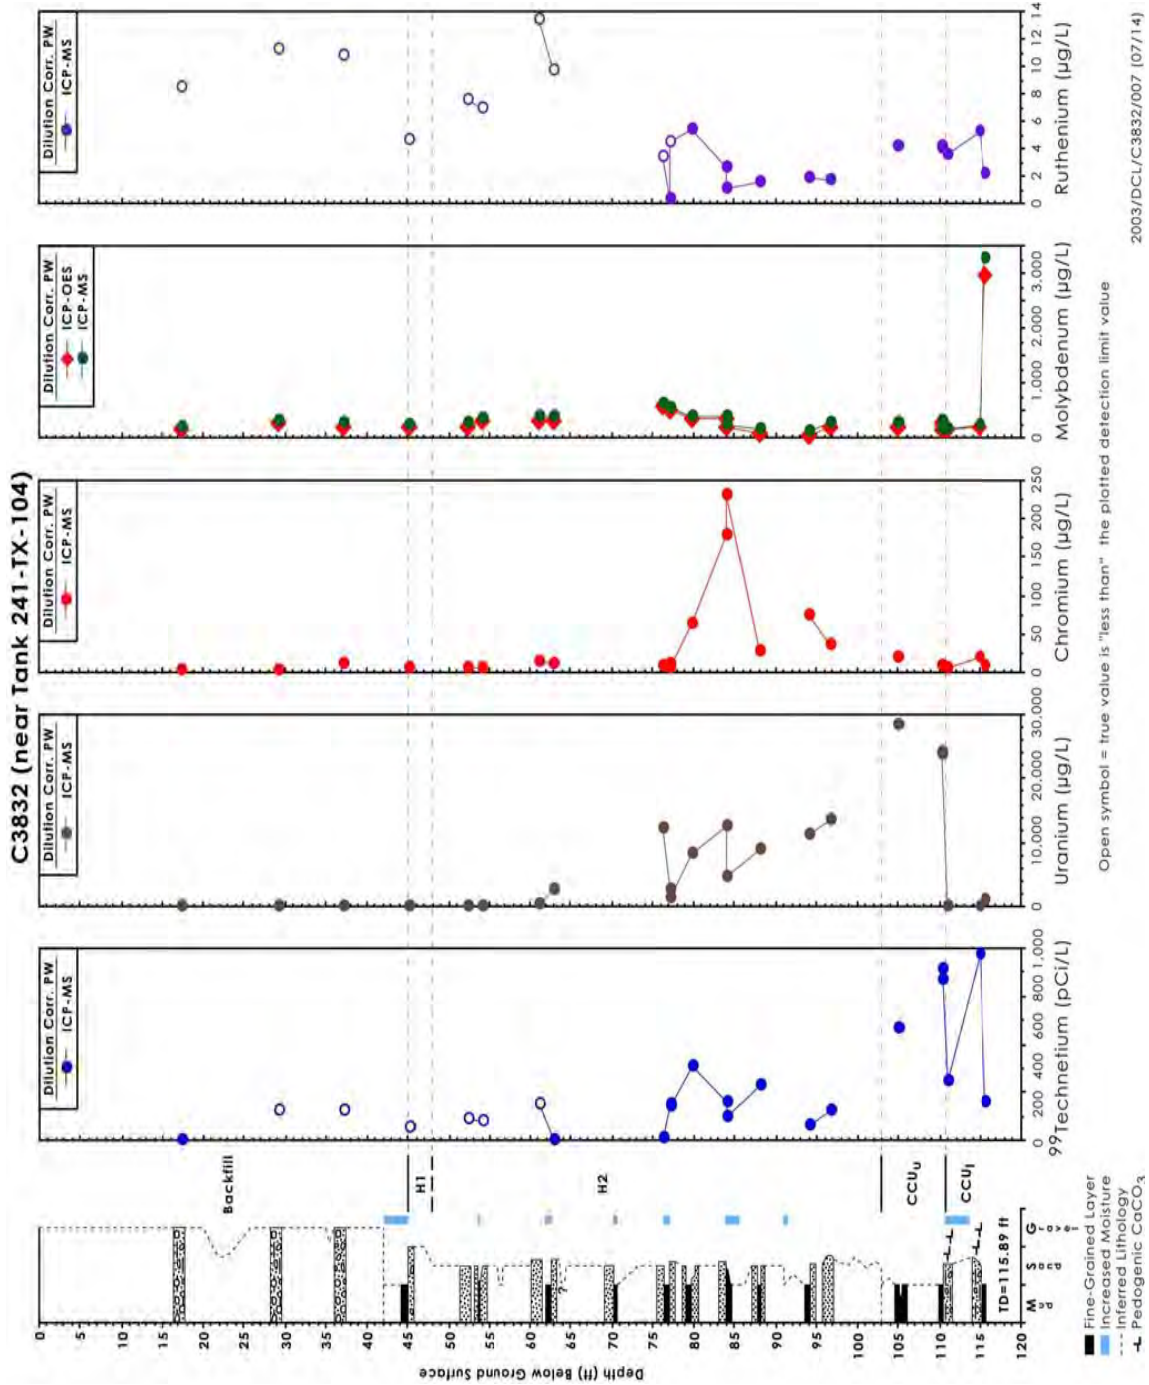 C3832 (near Tank 241-TX-104)
Dilution Corr. PW
ICP-MS
Dilution Corr. PW
ICP-MS
Dilution Corr. PW
ICP-MS
Dilution Corr. PW
ICP-OES
ICP-MS
Dilution Corr. PW
ICP-MS
Depth (ft) Below Ground Surface
0
5
10
15
20
25
30
35
40
45
50
55
60
65
70
75
80
85
90
95
100
105
110
115
120
Backfill
H1
H2
CCUu
CCUl
?
TD=115.89 ft
Mud
Sand
Gravel
0
200
400
600
800
1,000
99Technetium (pCi/L)
0
10,000
20,000
30,000
Uranium (µg/L)
0
50
100
150
200
250
Chromium (µg/L)
0
1,000
2,000
3,000
Molybdenum (µg/L)
0
2
4
6
8
10
12
14
Ruthenium (µg/L)
Fine-Grained Layer
Increased Moisture
Inferred Lithology
Pedogenic CaCO3
Open symbol = true value is "less than" the plotted detection limit value
2003/DCL/C3832/007 (07/14)